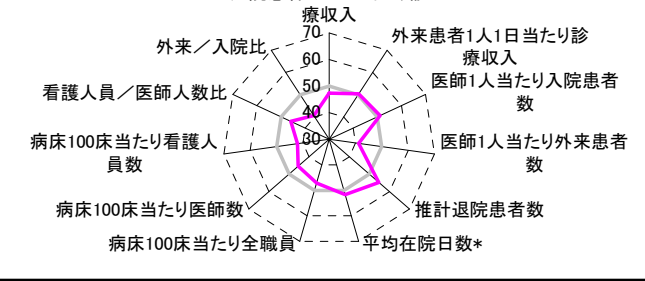 療収入
70
60
50
40
30
外来患者1人1日当たり診
療収入
医師1人当たり入院患者
数
医師1人当たり外来患者
数
推計退院患者数
平均在院日数*
病床100床当たり全職員
病床100床当たり医師数
病床100床当たり看護人
員数
看護人員/医師人数比
外来/入院比